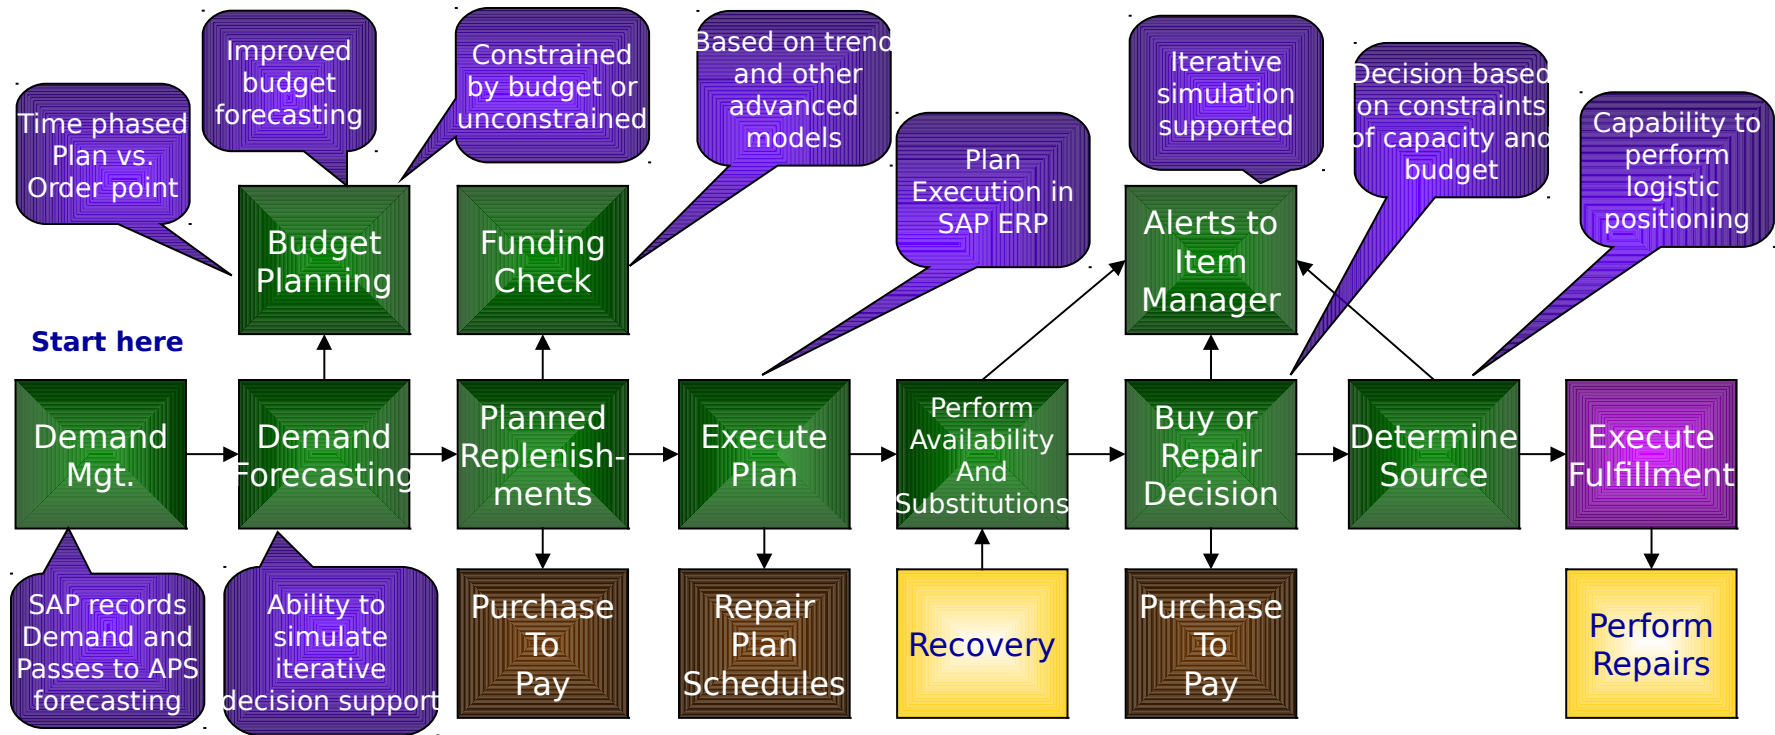 Improved
budget
forecasting
Constrained
by budget or
unconstrained
Based on trend
and other
advanced
models
Iterative
simulation
supported
Decision based
on constraints
of capacity and
budget
Time phased
Plan vs.
Order point
Capability to
perform
logistic
positioning
Plan
Execution in
SAP ERP
Budget
Planning
Funding
Check
Alerts to
Item
Manager
Start here
Demand
Mgt.
Demand
Forecasting
Planned
Replenish-
ments
Execute
Plan
Perform
Availability
And
Substitutions
Buy or
Repair
Decision
Determine
Source
Execute
Fulfillment
SAP records
Demand and
Passes to APS
forecasting
Ability to
simulate
iterative
decision support
Purchase
To
Pay
Repair
Plan
Schedules
Recovery
Purchase
To
Pay
Perform
Repairs